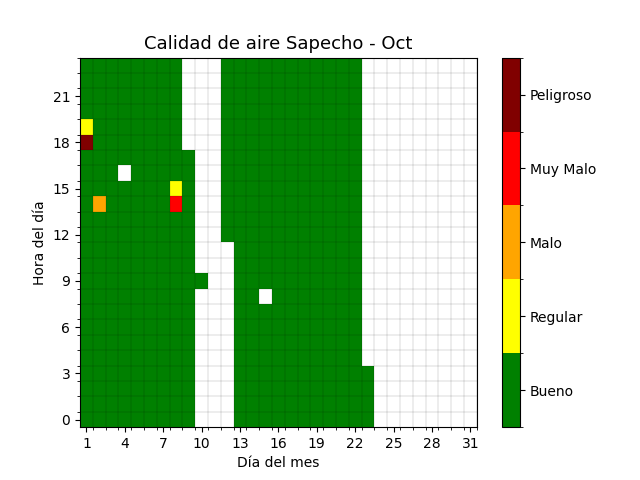 Calidad de aire Sapecho - Oct
Hora del día
21
18
15
12
9
6
3
0
1 4 7 10 13 16 19 22 25 28 31
Día del mes
Peligroso
Muy Malo
Malo
Regular
Bueno